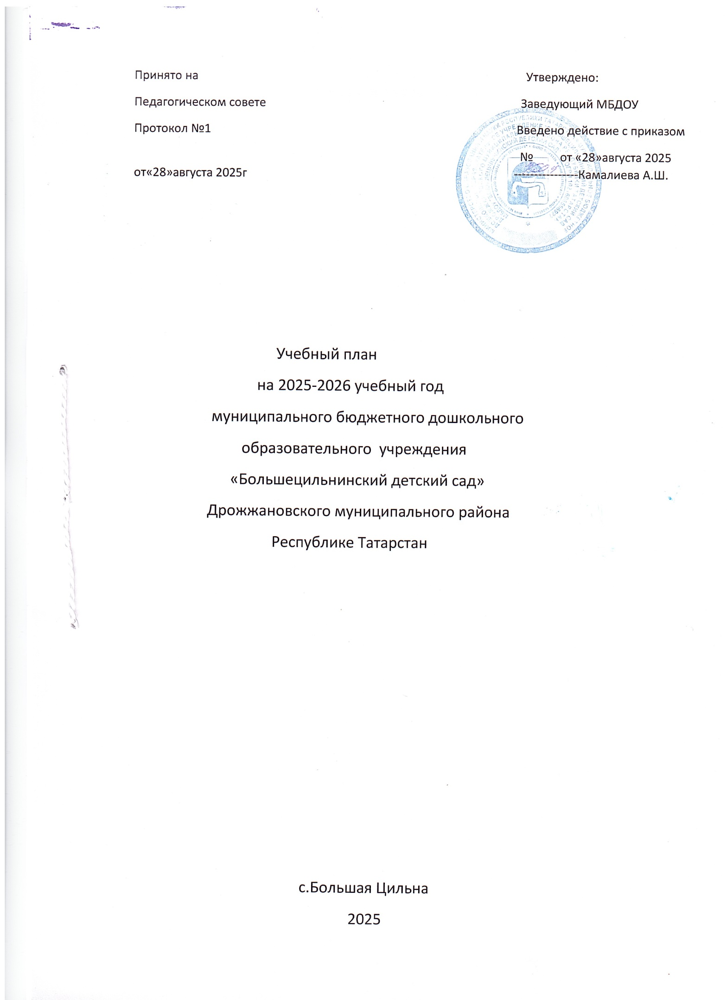 Принято на
Педагогическом совете
Протокол №1
от«28»августа 2025г
Утверждено:
Заведующий МБДОУ
Введено действие с приказом
№ от «28»августа 2025
----------------Камалиева А.Ш.
Учебный план
на 2025-2026 учебный год
муниципального бюджетного дошкольного
образовательного учреждения
«Большецильнинский детский сад»
Дрожжановского муниципального района
Республике Татарстан
с.Большая Цильна
2025